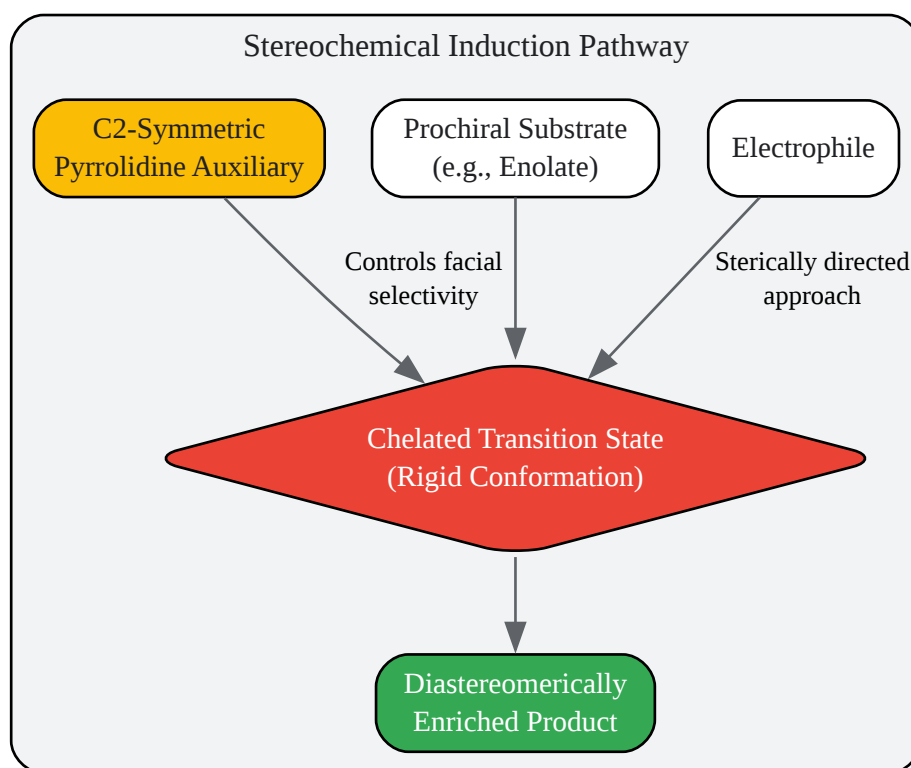 Stereochemical Induction Pathway
C2-Symmetric
Pyrrolidine Auxiliary
Prochiral Substrate
(e.g., Enolate)
Electrophile
Controls facial
selectivity
Sterically directed
approach
Chelated Transition State
(Rigid Conformation)
Diastereomerically
Enriched Product